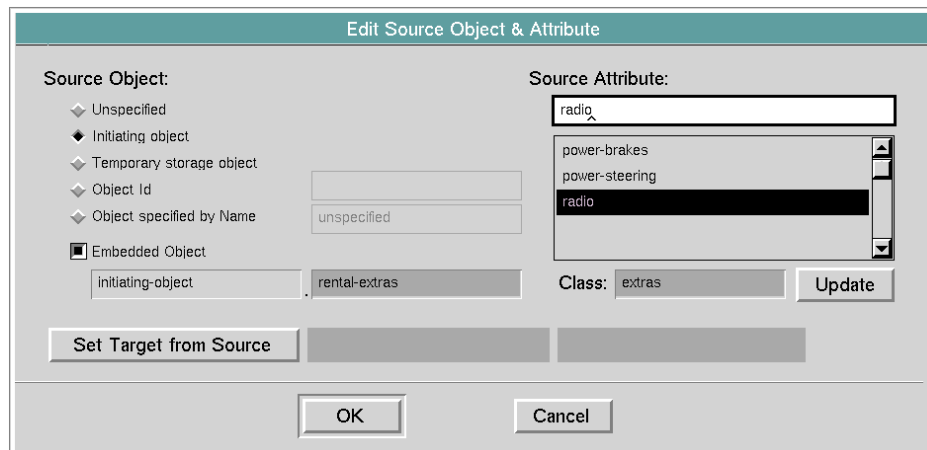 Edit Source Object & Attribute
Source Object:
Unspecified
Initiating object
Temporary storage object
Object Id
Object specified by Name
unspecified
Embedded Object
initiating-object
.
rental-extras
Source Attribute:
radio
power-brakes
power-steering
radio
Class:
extras
Update
Set Target from Source
OK
Cancel